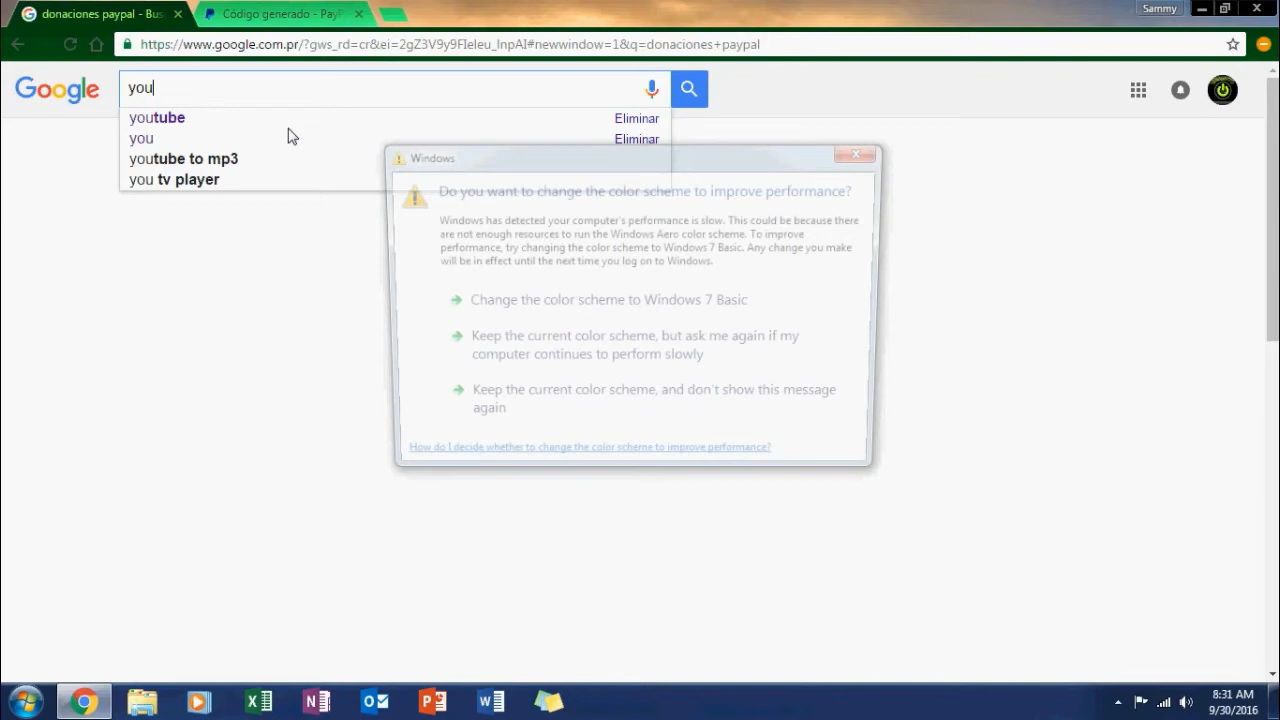 donaciones paypal - Bus
Código generado - PayP
Sammy
https://www.google.com.pr/?gws_rd=cr&ei=2gZ3V9y9FIeleu_lnpAI#newwindow=1&q=donaciones+paypal
Google
you
youtube Eliminar
you Eliminar
youtube to mp3
you tv player
Windows
Do you want to change the color scheme to improve performance?
Windows has detected your computer's performance is slow. This could be because there
are not enough resources to run the Windows Aero color scheme. To improve
performance, try changing the color scheme to Windows 7 Basic. Any change you make
will be in effect until the next time you log on to Windows.
Change the color scheme to Windows 7 Basic
Keep the current color scheme, but ask me again if my
computer continues to perform slowly
Keep the current color scheme, and don't show this message
again
How do I decide whether to change the color scheme to improve performance?
8:31 AM
9/30/2016